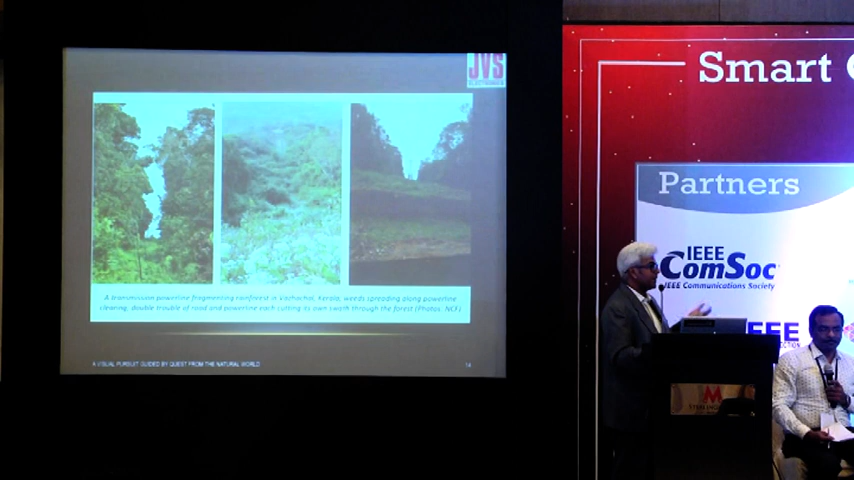 JVS
ELECTRONICS
A transmission powerline fragmenting rainforest in Vazhachal, Kerala, weeds spreading along powerline
clearing, double trouble of road and powerline each cutting its own swath through the forest (Photos: NCF)
A VISUAL PURSUIT GUIDED BY QUEST FROM THE NATURAL WORLD
14
Smart
Partners
IEEE
ComSoc
IEEE Communications Society
M